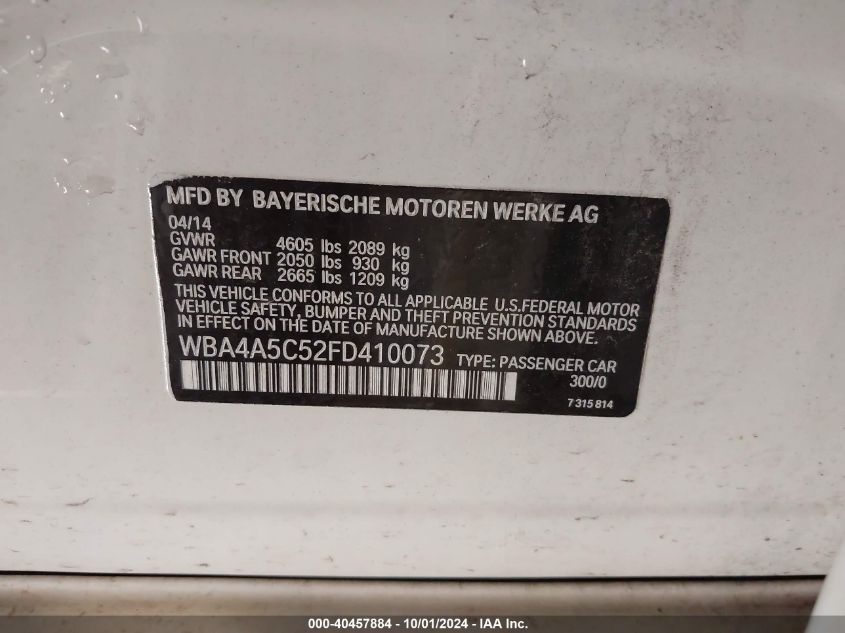 MFD BY BAYERISCHE MOTOREN WERKE AG
04/14
GVWR 4605 lbs 2089 kg
GAWR FRONT 2050 lbs 930 kg
GAWR REAR 2665 lbs 1209 kg
THIS VEHICLE CONFORMS TO ALL APPLICABLE U.S.FEDERAL MOTOR
VEHICLE SAFETY, BUMPER AND THEFT PREVENTION STANDARDS
IN EFFECT ON THE DATE OF MANUFACTURE SHOWN ABOVE.
WBA4A5C52FD410073 TYPE: PASSENGER CAR
300/0
7 315 814
000-40457884 - 10/01/2024 - IAA Inc.